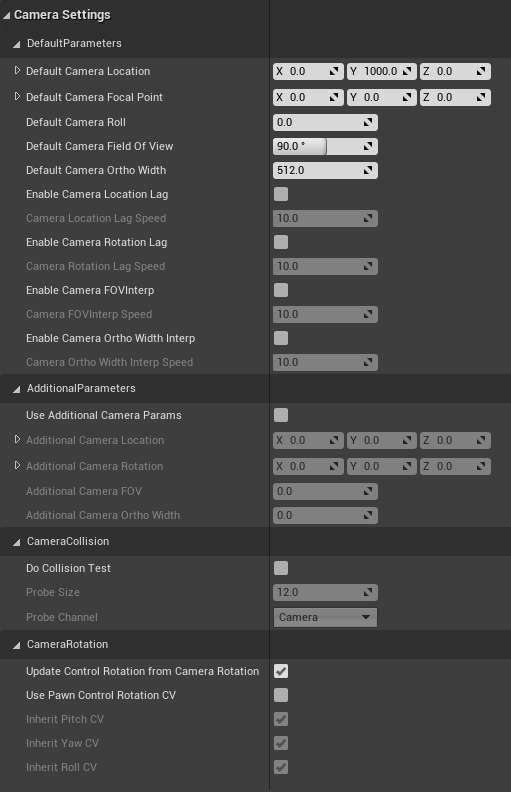 Camera Settings
DefaultParameters
Default Camera Location X 0.0 Y 1000.0 Z 0.0
Default Camera Focal Point X 0.0 Y 0.0 Z 0.0
Default Camera Roll 0.0
Default Camera Field Of View 90.0 °
Default Camera Ortho Width 512.0
Enable Camera Location Lag
Camera Location Lag Speed 10.0
Enable Camera Rotation Lag
Camera Rotation Lag Speed 10.0
Enable Camera FOVInterp
Camera FOVInterp Speed 10.0
Enable Camera Ortho Width Interp
Camera Ortho Width Interp Speed 10.0
AdditionalParameters
Use Additional Camera Params
Additional Camera Location X 0.0 Y 0.0 Z 0.0
Additional Camera Rotation X 0.0 Y 0.0 Z 0.0
Additional Camera FOV 0.0
Additional Camera Ortho Width 0.0
CameraCollision
Do Collision Test
Probe Size 12.0
Probe Channel Camera
CameraRotation
Update Control Rotation from Camera Rotation
Use Pawn Control Rotation CV
Inherit Pitch CV
Inherit Yaw CV
Inherit Roll CV